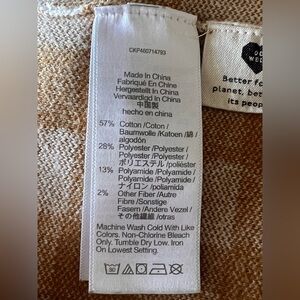 CKP480714793
Made In China
Fabriqué En Chine
Hergestellt In China
Vervaardigd in China
中国製
hecho en china
57% Cotton/Coton/
Baumwolle/Katoen/綿/
algodón
28% Polyester/Polyester/
Polyester/Polyester/
ポリエステル/poliéster
13% Polyamide/Polyamide/
Polyamide/Polyamide/
ナイロン/poliamida
2% Other Fiber/Autre
Fibre/Sonstige
Fasern/Andere Vezel/
その他繊維/otras
Machine Wash Cold With Like
Colors. Non-Chlorine Bleach
Only. Tumble Dry Low. Iron
On Lowest Setting.
Better
planet,
its